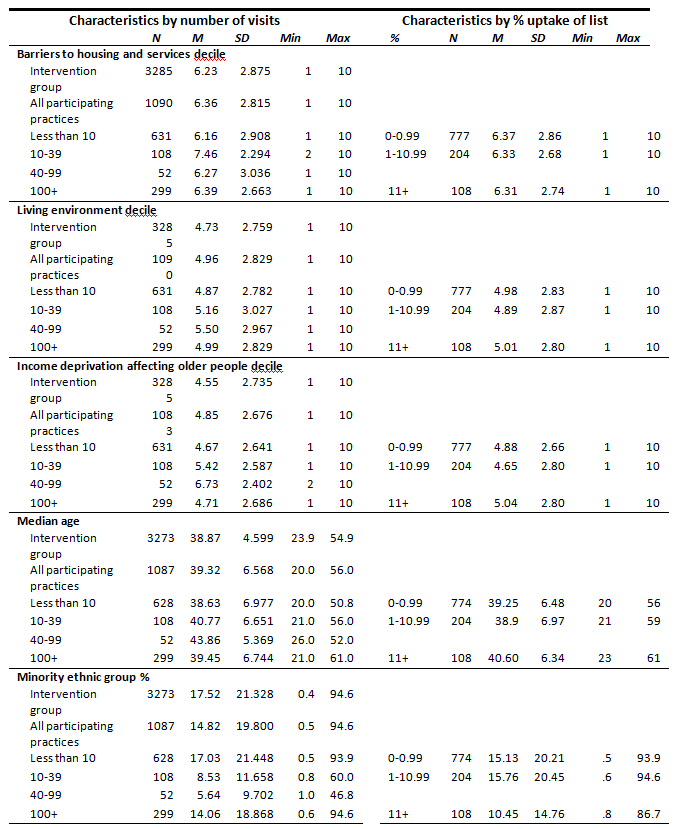 Characteristics by number of visits Characteristics by % uptake of list
N M SD Min Max % N M SD Min Max
Barriers to housing and services decile
Intervention 3285 6.23 2.875 1 10
group
All participating 1090 6.36 2.815 1 10
practices
Less than 10 631 6.16 2.908 1 10 0-0.99 777 6.37 2.86 1 10
10-39 108 7.46 2.294 2 10 1-10.99 204 6.33 2.68 1 10
40-99 52 6.27 3.036 1 10
100+ 299 6.39 2.663 1 10 11+ 108 6.31 2.74 1 10
Living environment decile
Intervention 328 4.73 2.759 1 10
group 5
All participating 109 4.96 2.829 1 10
practices 0
Less than 10 631 4.87 2.782 1 10 0-0.99 777 4.98 2.83 1 10
10-39 108 5.16 3.027 1 10 1-10.99 204 4.89 2.87 1 10
40-99 52 5.50 2.967 1 10
100+ 299 4.99 2.829 1 10 11+ 108 5.01 2.80 1 10
Income deprivation affecting older people decile
Intervention 328 4.55 2.735 1 10
group 5
All participating 108 4.85 2.676 1 10
practices 3
Less than 10 631 4.67 2.641 1 10 0-0.99 777 4.88 2.66 1 10
10-39 108 5.42 2.587 1 10 1-10.99 204 4.65 2.80 1 10
40-99 52 6.73 2.402 2 10
100+ 299 4.71 2.686 1 10 11+ 108 5.04 2.80 1 10
Median age
Intervention 3273 38.87 4.599 23.9 54.9
group
All participating 1087 39.32 6.568 20.0 56.0
practices
Less than 10 628 38.63 6.977 20.0 50.8 0-0.99 774 39.25 6.48 20 56
10-39 108 40.77 6.651 21.0 56.0 1-10.99 204 38.9 6.97 21 59
40-99 52 43.86 5.369 26.0 52.0
100+ 299 39.45 6.744 21.0 61.0 11+ 108 40.60 6.34 23 61
Minority ethnic group %
Intervention 3273 17.52 21.328 0.4 94.6
group
All participating 1087 14.82 19.800 0.5 94.6
practices
Less than 10 628 17.03 21.448 0.5 93.9 0-0.99 774 15.13 20.21 .5 93.9
10-39 108 8.53 11.658 0.8 60.0 1-10.99 204 15.76 20.45 .6 94.6
40-99 52 5.64 9.702 1.0 46.8
100+ 299 14.06 18.868 0.6 94.6 11+ 108 10.45 14.76 .8 86.7